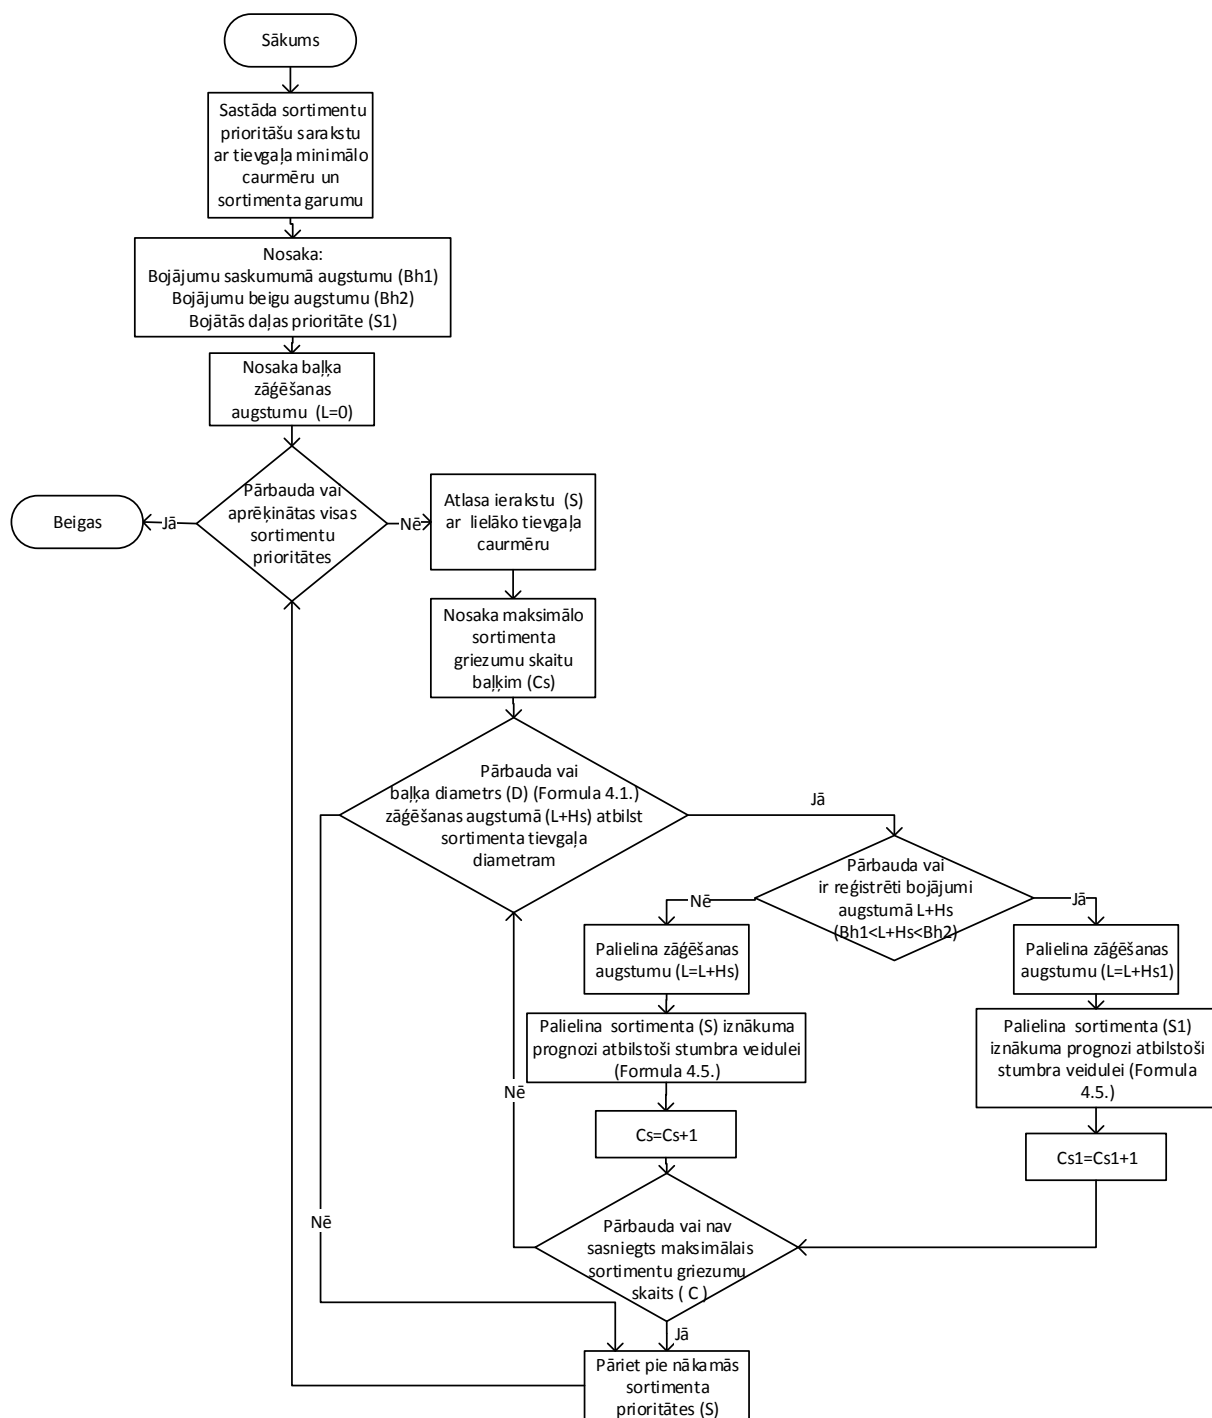 Sākums
Sastāda sortimentu
prioritāšu sarakstu
ar tievgaļa minimālo
caurmēru un
sortimenta garumu
Nosaka:
Bojājumu saskumumā augstumu (Bh1)
Bojājumu beigu augstumu (Bh2)
Bojātās daļas prioritāte (S1)
Nosaka baļķa
zāģēšanas
augstumu (L=0)
Pārbauda vai
aprēķinātas visas
sortimentu
prioritātes
Jā
Beigas
Nē
Atlasa ierakstu (S)
ar lielāko tievgaļa
caurmēru
Nosaka maksimālo
sortimenta
griezumu skaitu
baļķim (Cs)
Pārbauda vai
baļķa diametrs (D) (Formula 4.1.)
zāģēšanas augstumā (L+Hs) atbilst
sortimenta tievgaļa
diametram
Jā
Pārbauda vai
ir reģistrēti bojājumi
augstumā L+Hs
(Bh1<L+Hs<Bh2)
Nē
Jā
Palielina zāģēšanas
augstumu (L=L+Hs)
Palielina zāģēšanas
augstumu (L=L+Hs1)
Palielina sortimenta (S) iznākuma
prognozi atbilstoši stumbra veidulei
(Formula 4.5.)
Palielina sortimenta (S1)
iznākuma prognozi atbilstoši
stumbra veidulei (Formula
4.5.)
Nē
Cs=Cs+1
Cs1=Cs1+1
Nē
Pārbauda vai nav
sasniegts maksimālais
sortimentu griezumu
skaits ( C )
Jā
Pāriet pie nākamās
sortimenta
prioritātes (S)